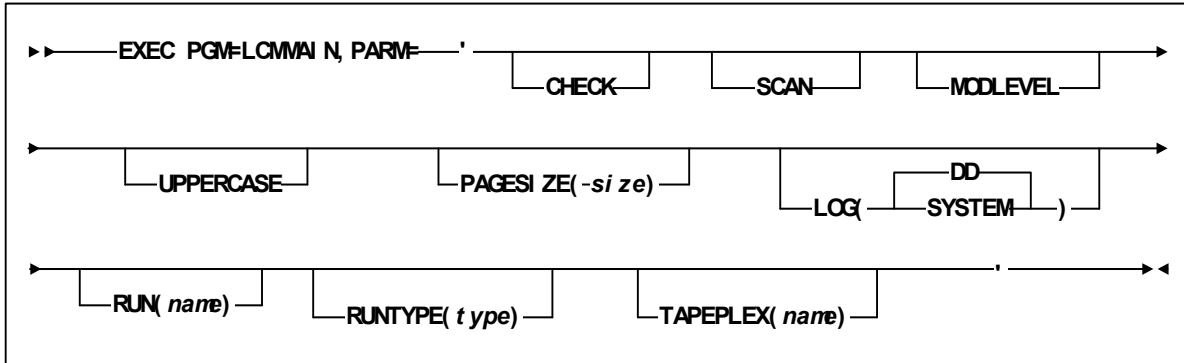 EXEC PGM=LCMMAIN, PARM= '
CHECK SCAN MODLEVEL
UPPERCASE PAGESIZE(-size)
DD
LOG( SYSTEM )
'
RUN(name) RUNTYPE(type) TAPEPLEX(name)